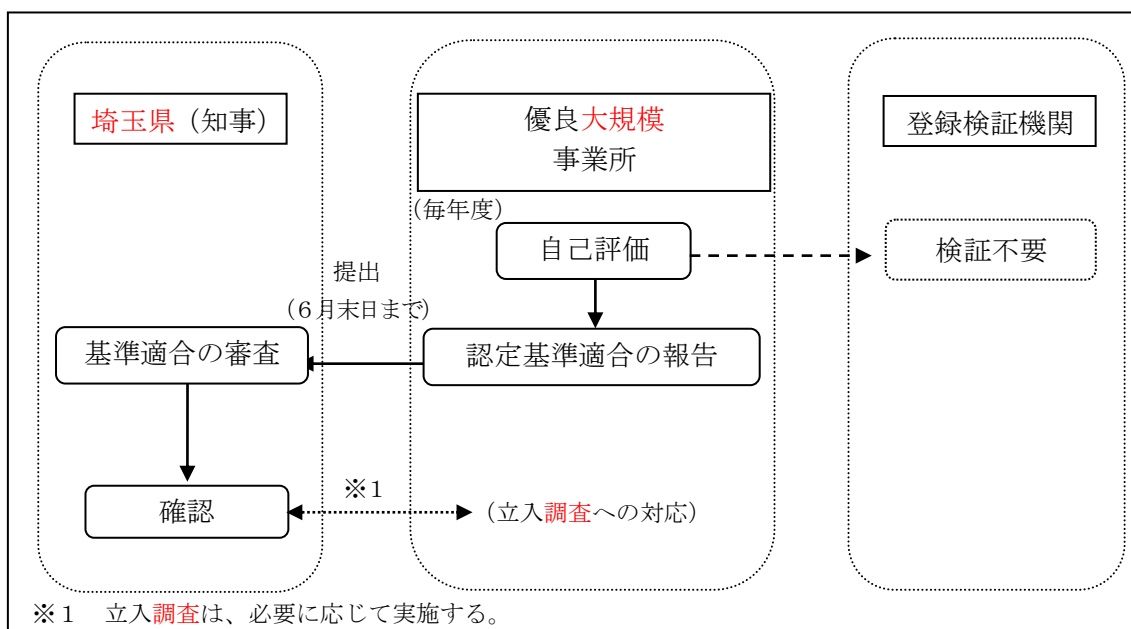 埼玉県（知事）
優良大規模
事業所
登録検証機関
（毎年度）
自己評価
検証不要
提出
（６月末日まで）
基準適合の審査
認定基準適合の報告
確認
※1
（立入調査への対応）
※１　立入調査は、必要に応じて実施する。